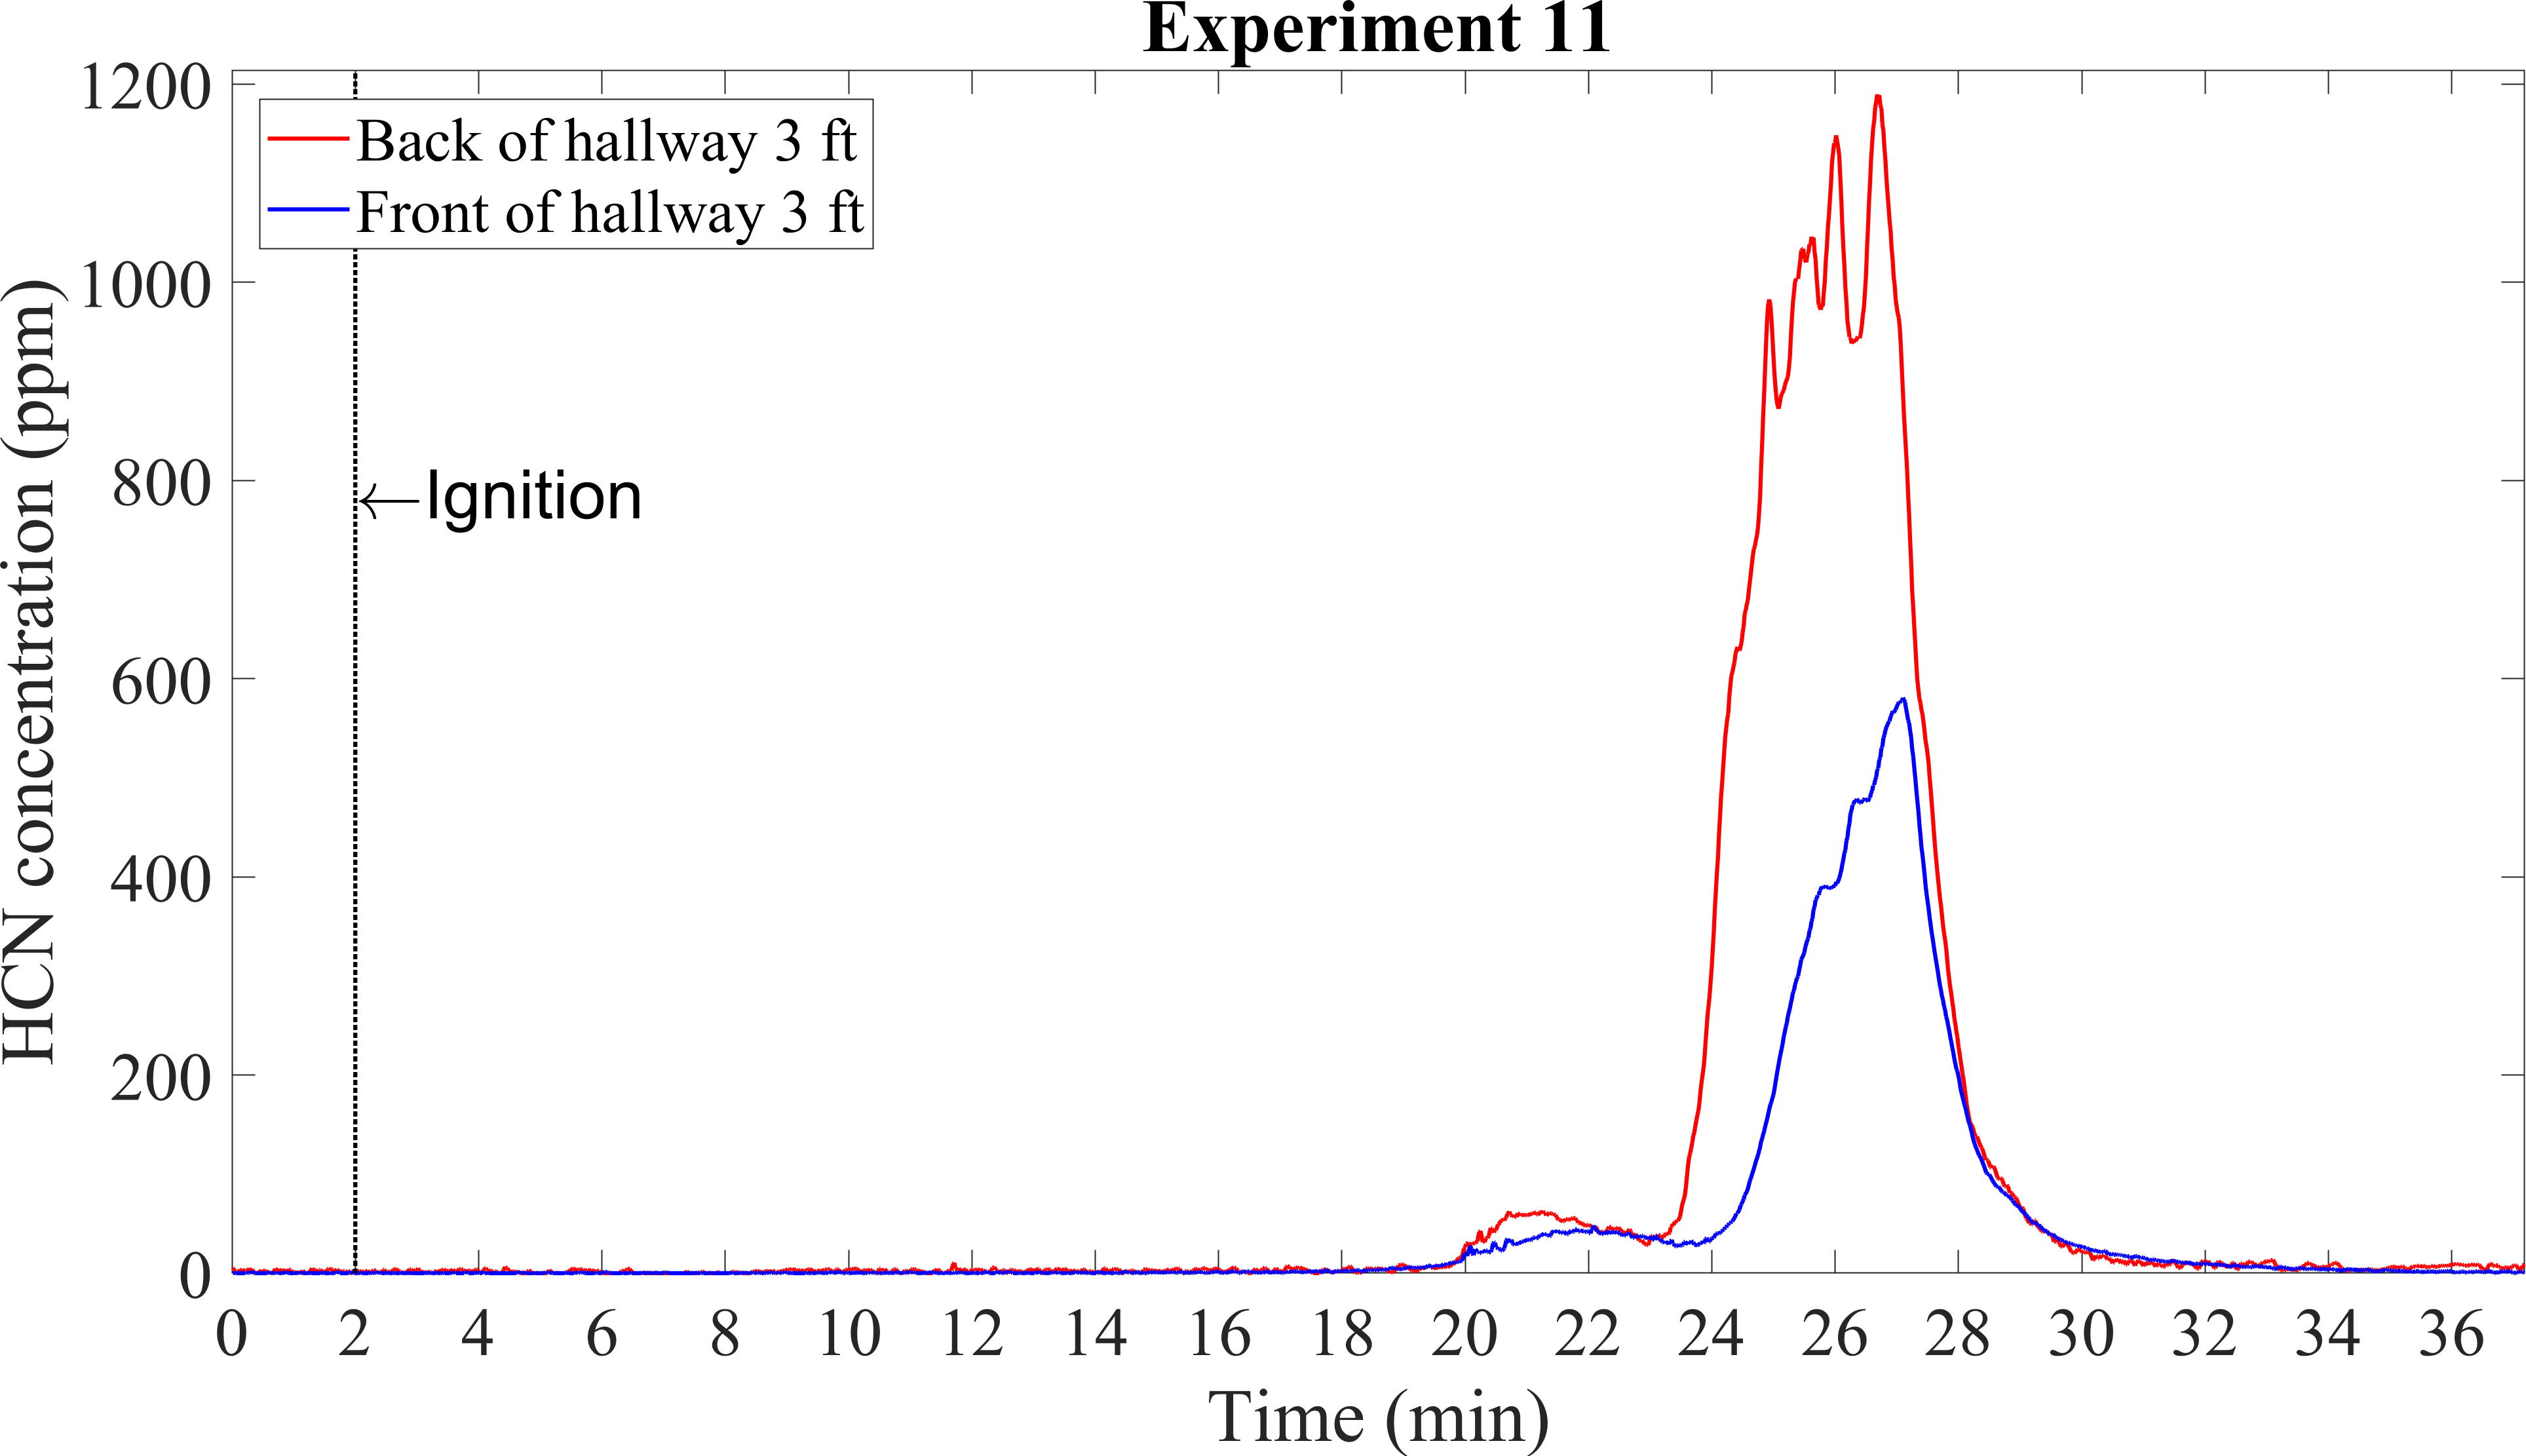 Experiment 11
1200
Back of hallway 3 ft
Front of hallway 3 ft
1000
800
←Ignition
600
400
200
0
HCN concentration (ppm)
0 2 4 6 8 10 12 14 16 18 20 22 24 26 28 30 32 34 36
Time (min)